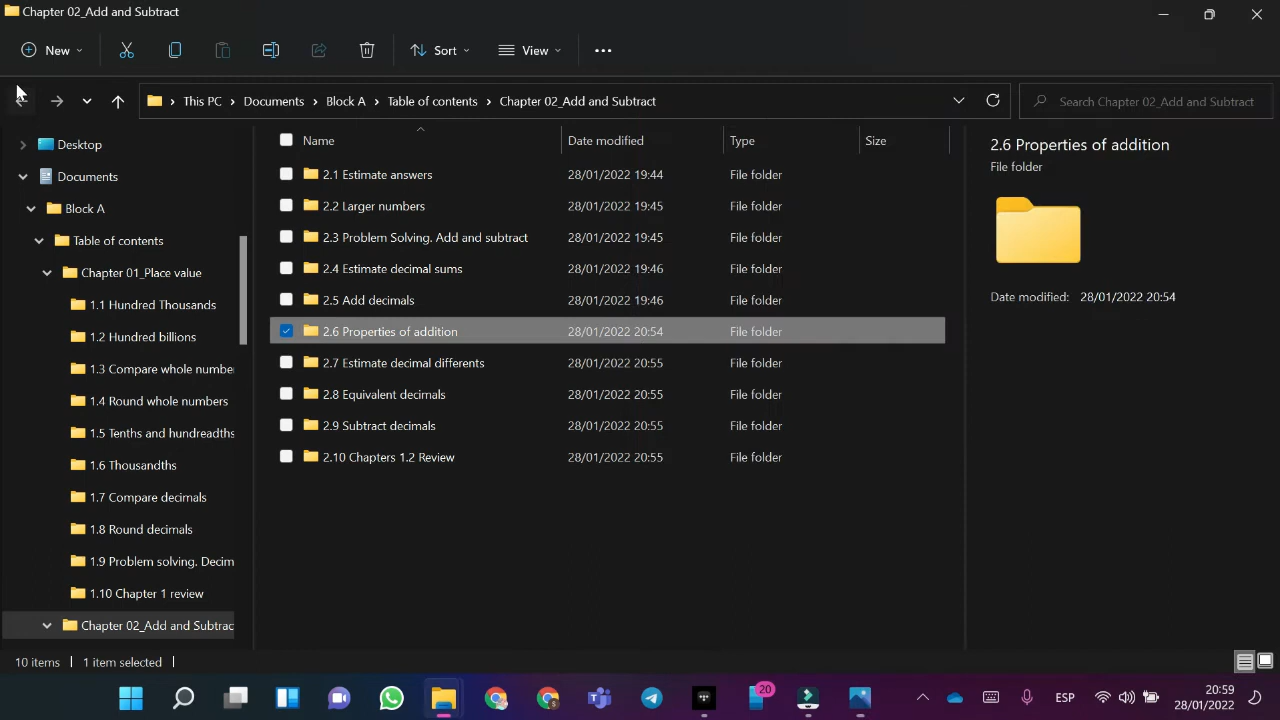 Chapter 02_Add and Subtract
New Sort View
This PC Documents Block A Table of contents Chapter 02_Add and Subtract Search Chapter 02_Add and Subtract
Desktop
Documents
Block A
Table of contents
Chapter 01_Place value
1.1 Hundred Thousands
1.2 Hundred billions
1.3 Compare whole number
1.4 Round whole numbers
1.5 Tenths and hundreadths
1.6 Thousandths
1.7 Compare decimals
1.8 Round decimals
1.9 Problem solving. Decim
1.10 Chapter 1 review
Chapter 02_Add and Subtrac
Name Date modified Type Size
2.1 Estimate answers 28/01/2022 19:44 File folder
2.2 Larger numbers 28/01/2022 19:45 File folder
2.3 Problem Solving. Add and subtract 28/01/2022 19:45 File folder
2.4 Estimate decimal sums 28/01/2022 19:46 File folder
2.5 Add decimals 28/01/2022 19:46 File folder
2.6 Properties of addition 28/01/2022 20:54 File folder
2.7 Estimate decimal differents 28/01/2022 20:55 File folder
2.8 Equivalent decimals 28/01/2022 20:55 File folder
2.9 Subtract decimals 28/01/2022 20:55 File folder
2.10 Chapters 1.2 Review 28/01/2022 20:55 File folder
2.6 Properties of addition
File folder
Date modified: 28/01/2022 20:54
10 items 1 item selected
20
ESP
20:59
28/01/2022